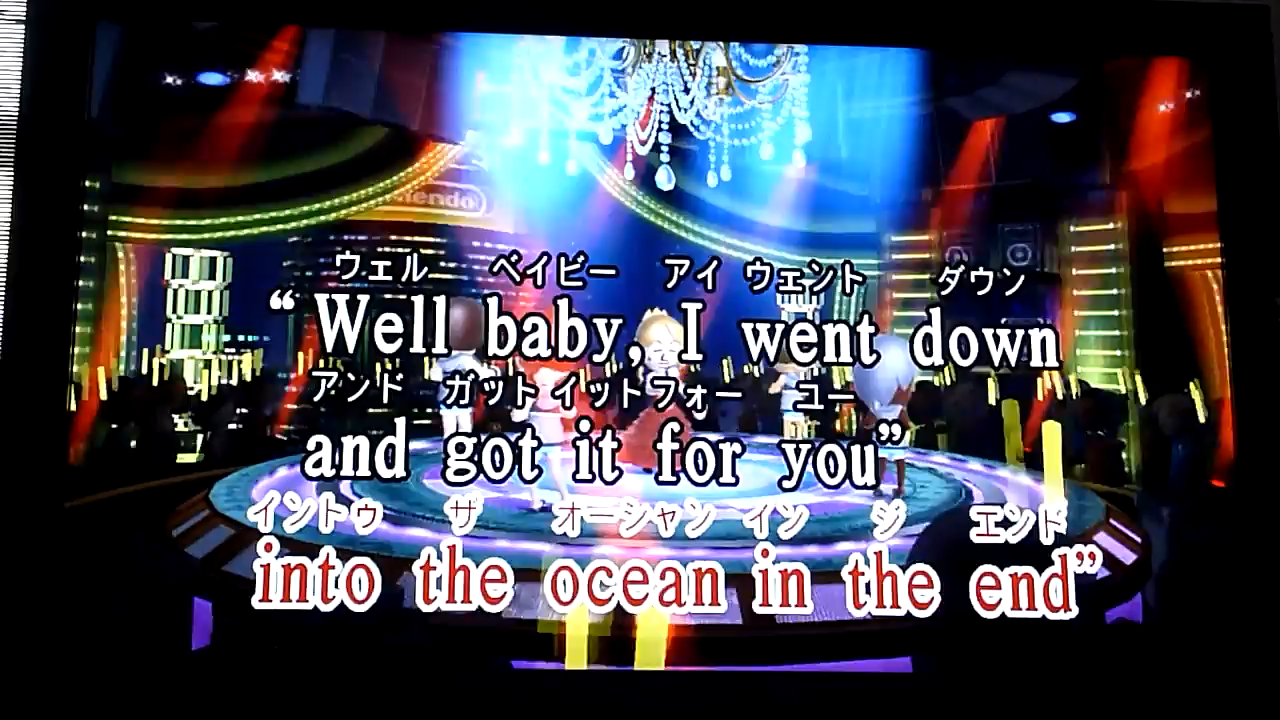 ウェル ベイビー アイ ウェント ダウン
“Well baby, I went down
アンド ガット イット フォー ユー
and got it for you”
イントゥ ザ オーシャン イン ジ エンド
into the ocean in the end”